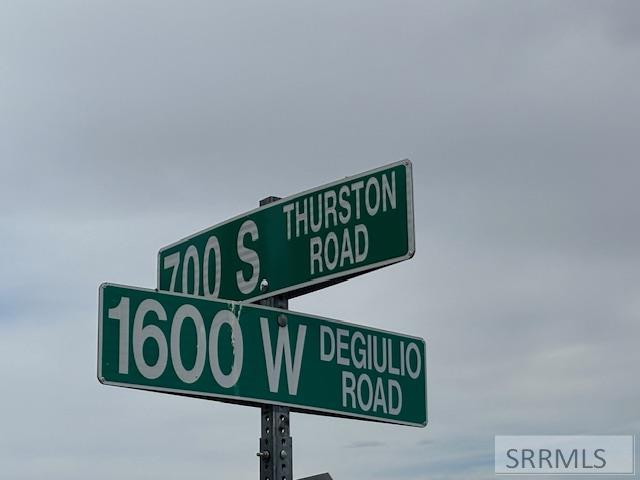 700 S THURSTON
ROAD
1600 W DEGIULIO
ROAD
SRRMLS